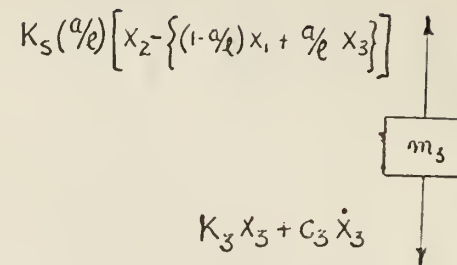 K_s (a/ℓ) [ X_2 - { (1 - a/ℓ) X_1 + a/ℓ X_3 } ]
m_3
K_3 X_3 + C_3 Ẋ_3